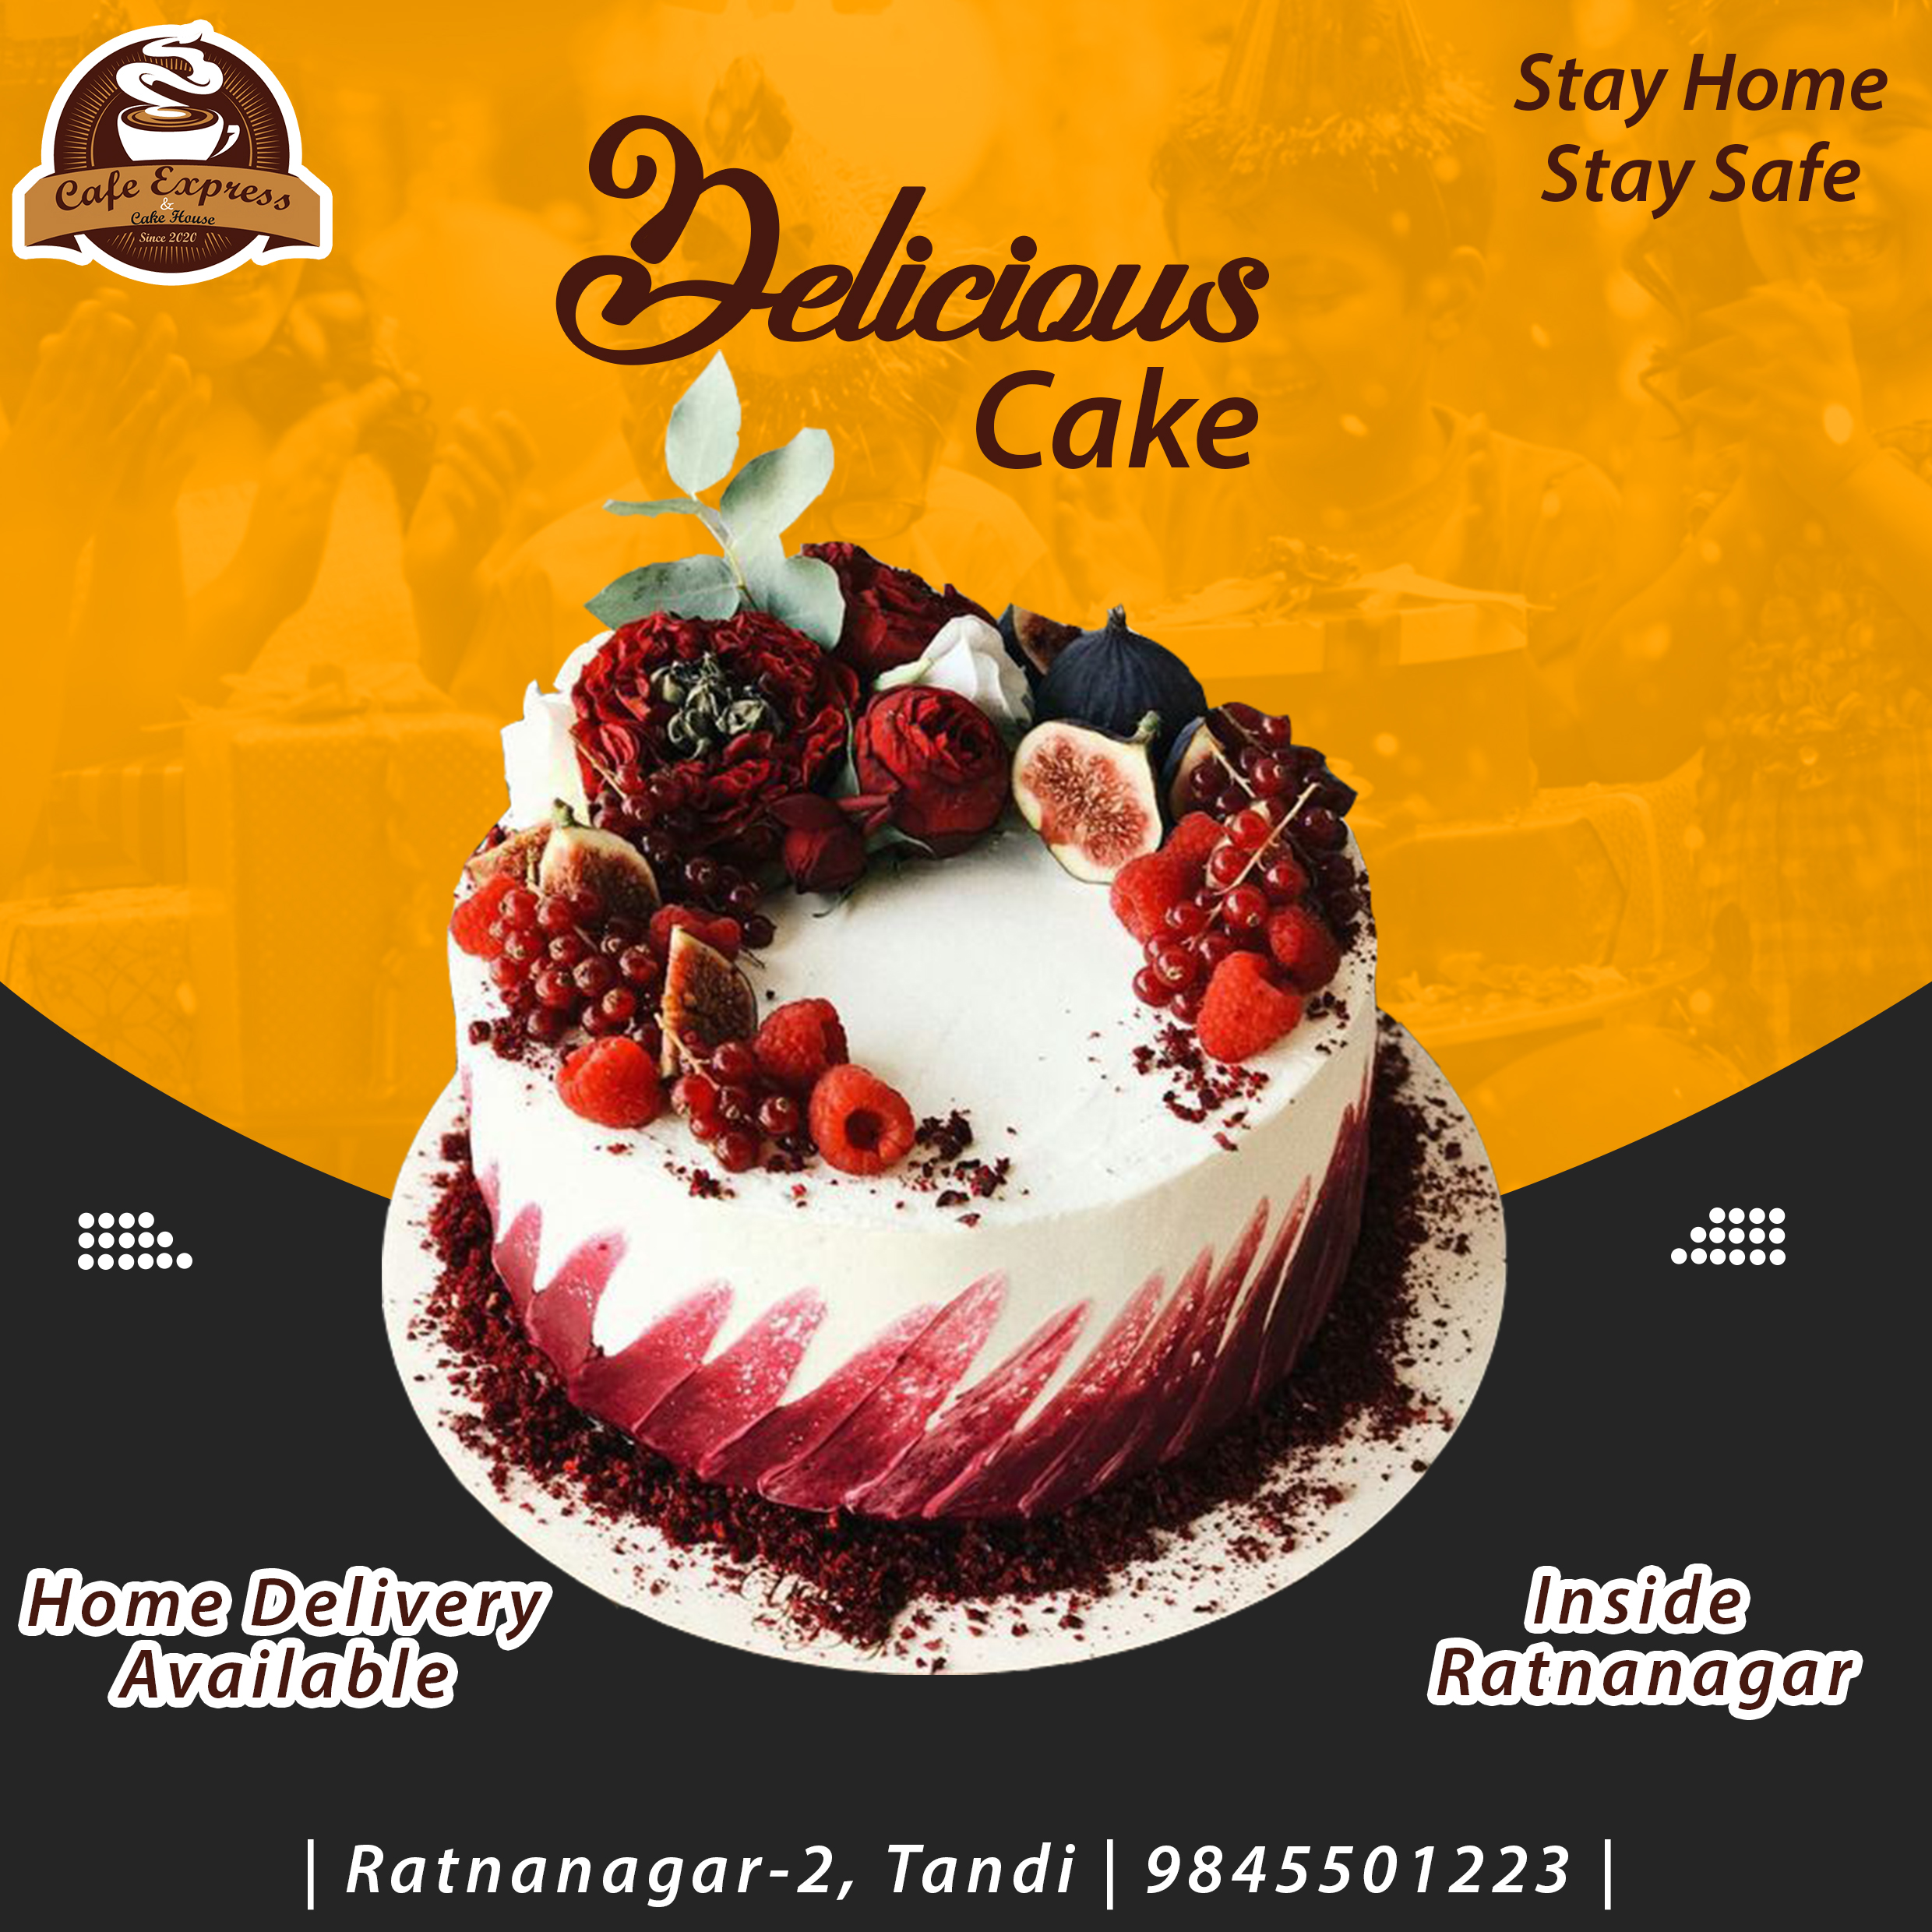 Cafe Express
&
Cake House
Since 2020
Stay Home
Stay Safe
Delicious
Cake
Home Delivery
Available
Inside
Ratnanagar
| Ratnanagar-2, Tandi | 9845501223 |